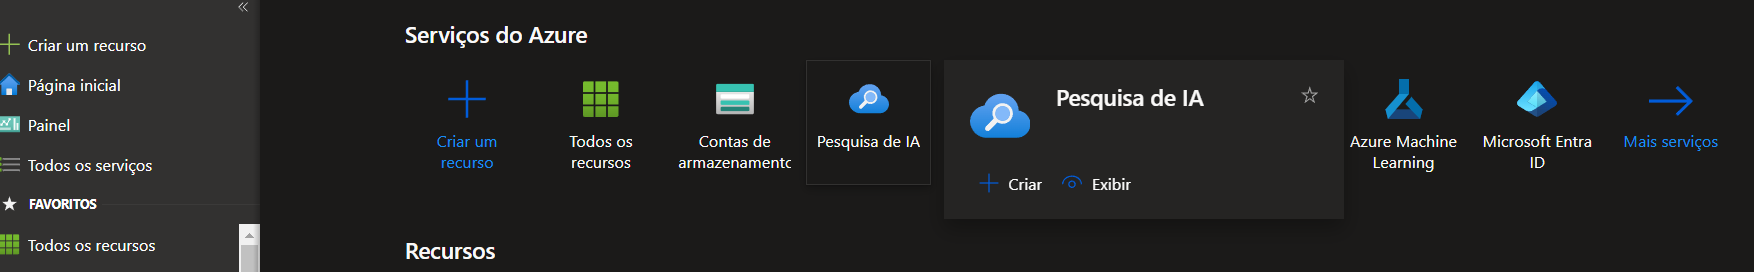 «
Criar um recurso
Página inicial
Painel
Todos os serviços
FAVORITOS
Todos os recursos
Serviços do Azure
Criar um
recurso
Todos os
recursos
Contas de
armazenamento
Pesquisa de IA
Pesquisa de IA
Criar
Exibir
Azure Machine
Learning
Microsoft Entra
ID
Mais serviços
Recursos